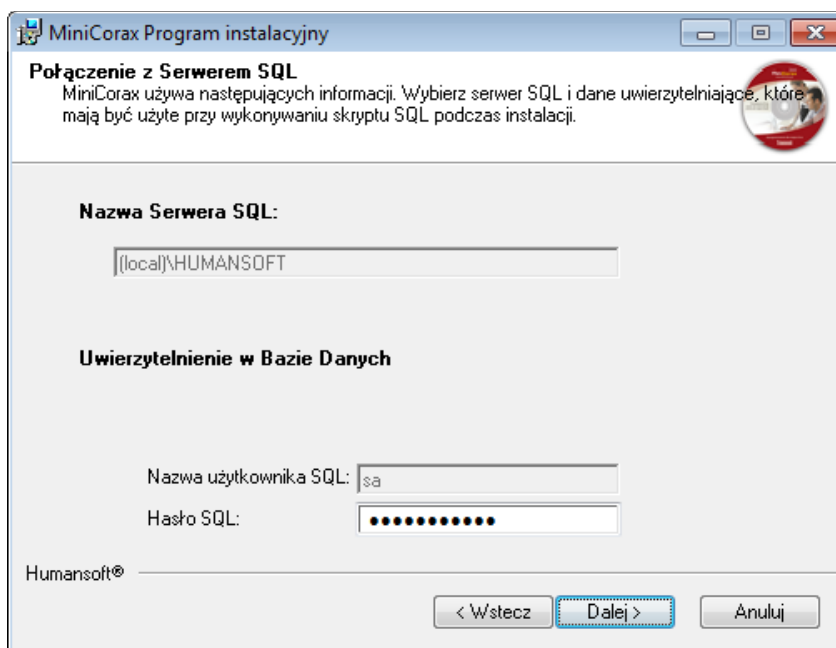 MiniCorax Program instalacyjny
Połączenie z Serwerem SQL
MiniCorax używa następujących informacji. Wybierz serwer SQL i dane uwierzytelniające, które
mają być użyte przy wykonywaniu skryptu SQL podczas instalacji.
Nazwa Serwera SQL:
(local)\HUMANSOFT
Uwierzytelnienie w Bazie Danych
Nazwa użytkownika SQL: sa
Hasło SQL: ●●●●●●●●●●●
Humansoft®
< Wstecz Dalej > Anuluj